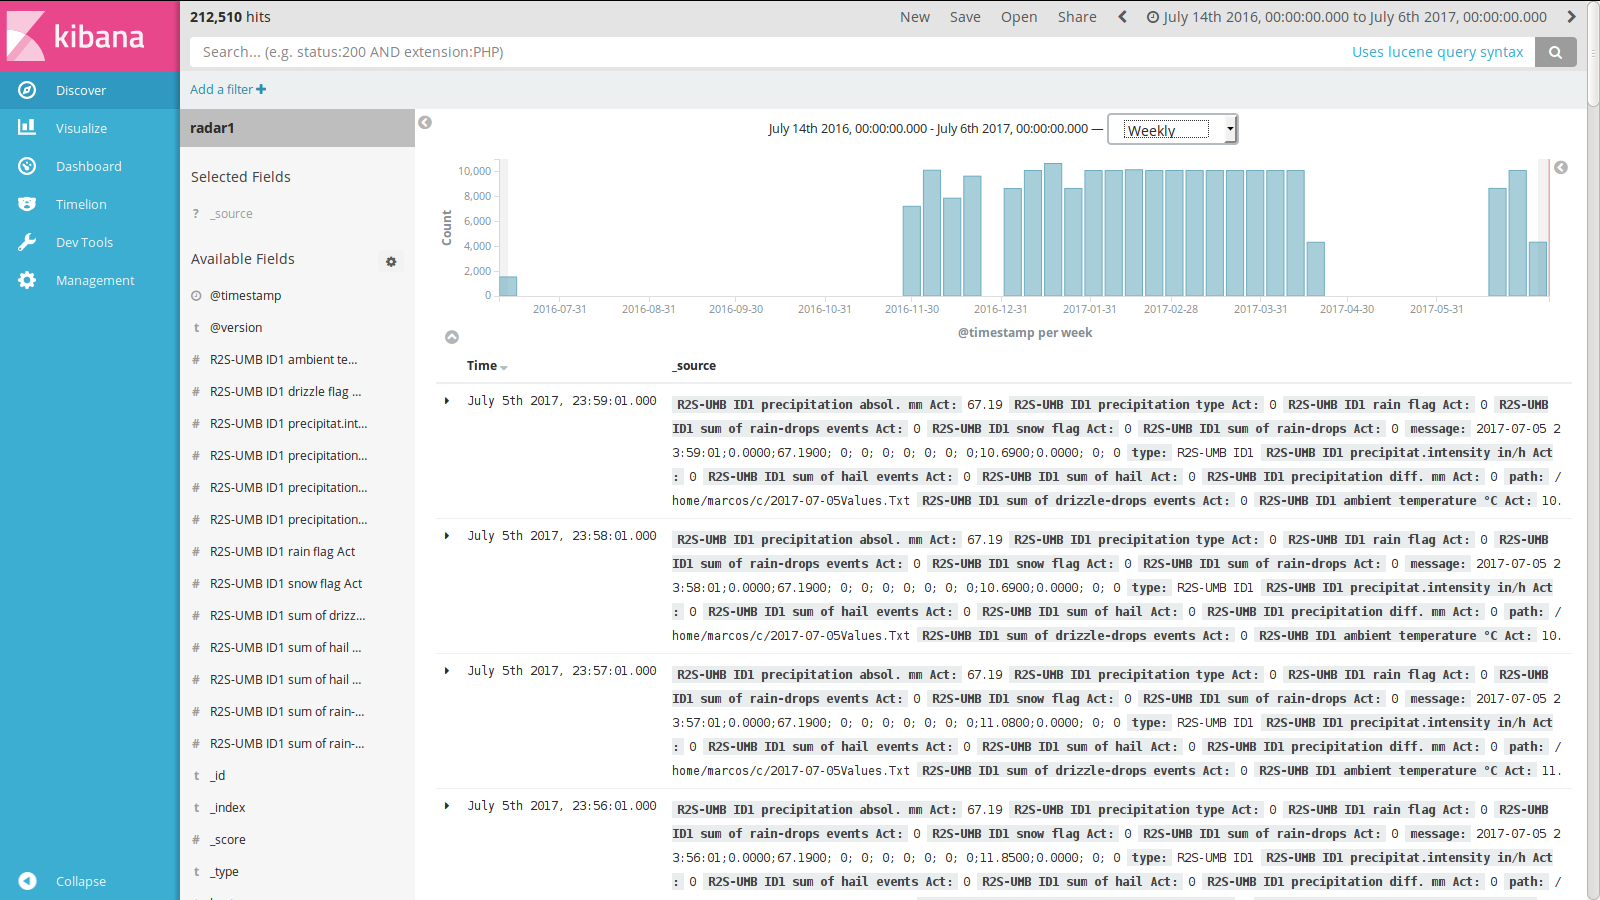 kibana
Discover
Visualize
Dashboard
Timelion
Dev Tools
Management
Collapse
212,510 hits
New Save Open Share July 14th 2016, 00:00:00.000 to July 6th 2017, 00:00:00.000
Search... (e.g. status:200 AND extension:PHP) Uses lucene query syntax
Add a filter
radar1
Selected Fields
? _source
Available Fields
@timestamp
t @version
# R2S-UMB ID1 ambient te...
# R2S-UMB ID1 drizzle flag ...
# R2S-UMB ID1 precipitat.int...
# R2S-UMB ID1 precipitation...
# R2S-UMB ID1 precipitation...
# R2S-UMB ID1 precipitation...
# R2S-UMB ID1 rain flag Act
# R2S-UMB ID1 snow flag Act
# R2S-UMB ID1 sum of drizz...
# R2S-UMB ID1 sum of hail ...
# R2S-UMB ID1 sum of hail ...
# R2S-UMB ID1 sum of rain-...
# R2S-UMB ID1 sum of rain-...
t _id
t _index
# _score
t _type
July 14th 2016, 00:00:00.000 - July 6th 2017, 00:00:00.000 — Weekly
Count
10,000
8,000
6,000
4,000
2,000
0
2016-07-31 2016-08-31 2016-09-30 2016-10-31 2016-11-30 2016-12-31 2017-01-31 2017-02-28 2017-03-31 2017-04-30 2017-05-31
@timestamp per week
Time _source
July 5th 2017, 23:59:01.000 R2S-UMB ID1 precipitation absol. mm Act: 67.19 R2S-UMB ID1 precipitation type Act: 0 R2S-UMB ID1 rain flag Act: 0 R2S-UMB
ID1 sum of rain-drops events Act: 0 R2S-UMB ID1 snow flag Act: 0 R2S-UMB ID1 sum of rain-drops Act: 0 message: 2017-07-05 2
3:59:01;0.0000;67.1900; 0; 0; 0; 0; 0; 0; 0;10.6900;0.0000; 0; 0 type: R2S-UMB ID1 R2S-UMB ID1 precipitat.intensity in/h Act
: 0 R2S-UMB ID1 sum of hail events Act: 0 R2S-UMB ID1 sum of hail Act: 0 R2S-UMB ID1 precipitation diff. mm Act: 0 path: /
home/marcos/c/2017-07-05Values.Txt R2S-UMB ID1 sum of drizzle-drops events Act: 0 R2S-UMB ID1 ambient temperature °C Act: 10.
July 5th 2017, 23:58:01.000 R2S-UMB ID1 precipitation absol. mm Act: 67.19 R2S-UMB ID1 precipitation type Act: 0 R2S-UMB ID1 rain flag Act: 0 R2S-UMB
ID1 sum of rain-drops events Act: 0 R2S-UMB ID1 snow flag Act: 0 R2S-UMB ID1 sum of rain-drops Act: 0 message: 2017-07-05 2
3:58:01;0.0000;67.1900; 0; 0; 0; 0; 0; 0; 0;10.6900;0.0000; 0; 0 type: R2S-UMB ID1 R2S-UMB ID1 precipitat.intensity in/h Act
: 0 R2S-UMB ID1 sum of hail events Act: 0 R2S-UMB ID1 sum of hail Act: 0 R2S-UMB ID1 precipitation diff. mm Act: 0 path: /
home/marcos/c/2017-07-05Values.Txt R2S-UMB ID1 sum of drizzle-drops events Act: 0 R2S-UMB ID1 ambient temperature °C Act: 10.
July 5th 2017, 23:57:01.000 R2S-UMB ID1 precipitation absol. mm Act: 67.19 R2S-UMB ID1 precipitation type Act: 0 R2S-UMB ID1 rain flag Act: 0 R2S-UMB
ID1 sum of rain-drops events Act: 0 R2S-UMB ID1 snow flag Act: 0 R2S-UMB ID1 sum of rain-drops Act: 0 message: 2017-07-05 2
3:57:01;0.0000;67.1900; 0; 0; 0; 0; 0; 0; 0;11.0800;0.0000; 0; 0 type: R2S-UMB ID1 R2S-UMB ID1 precipitat.intensity in/h Act
: 0 R2S-UMB ID1 sum of hail events Act: 0 R2S-UMB ID1 sum of hail Act: 0 R2S-UMB ID1 precipitation diff. mm Act: 0 path: /
home/marcos/c/2017-07-05Values.Txt R2S-UMB ID1 sum of drizzle-drops events Act: 0 R2S-UMB ID1 ambient temperature °C Act: 11.
July 5th 2017, 23:56:01.000 R2S-UMB ID1 precipitation absol. mm Act: 67.19 R2S-UMB ID1 precipitation type Act: 0 R2S-UMB ID1 rain flag Act: 0 R2S-UMB
ID1 sum of rain-drops events Act: 0 R2S-UMB ID1 snow flag Act: 0 R2S-UMB ID1 sum of rain-drops Act: 0 message: 2017-07-05 2
3:56:01;0.0000;67.1900; 0; 0; 0; 0; 0; 0; 0;11.8500;0.0000; 0; 0 type: R2S-UMB ID1 R2S-UMB ID1 precipitat.intensity in/h Act
: 0 R2S-UMB ID1 sum of hail events Act: 0 R2S-UMB ID1 sum of hail Act: 0 R2S-UMB ID1 precipitation diff. mm Act: 0 path: /